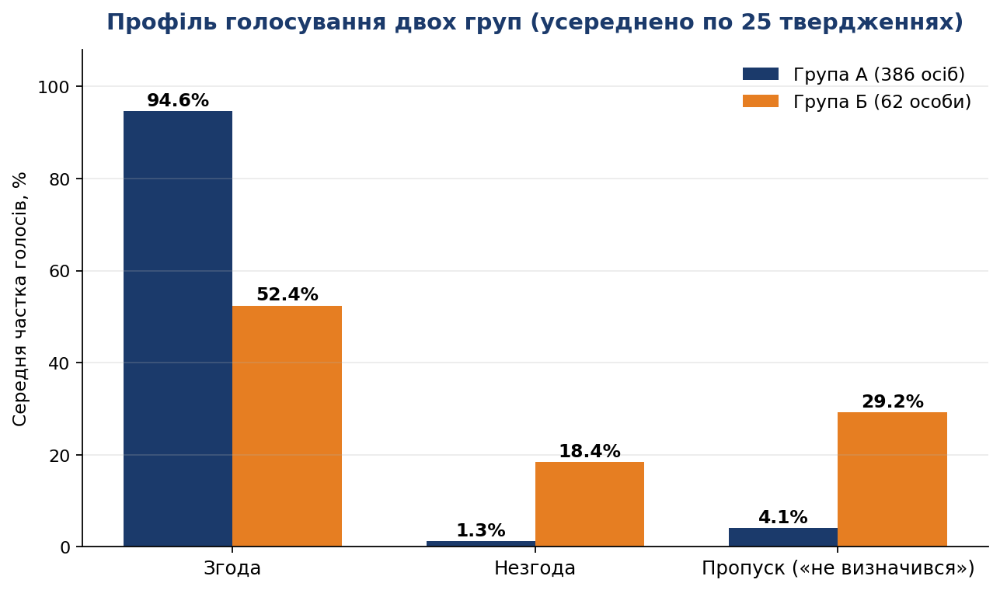 Профіль голосування двох груп (усереднено по 25 твердженнях)
Група А (386 осіб)
Група Б (62 особи)
Середня частка голосів, %
100
80
60
40
20
0
94.6%
52.4%
1.3%
18.4%
4.1%
29.2%
Згода
Незгода
Пропуск («не визначився»)